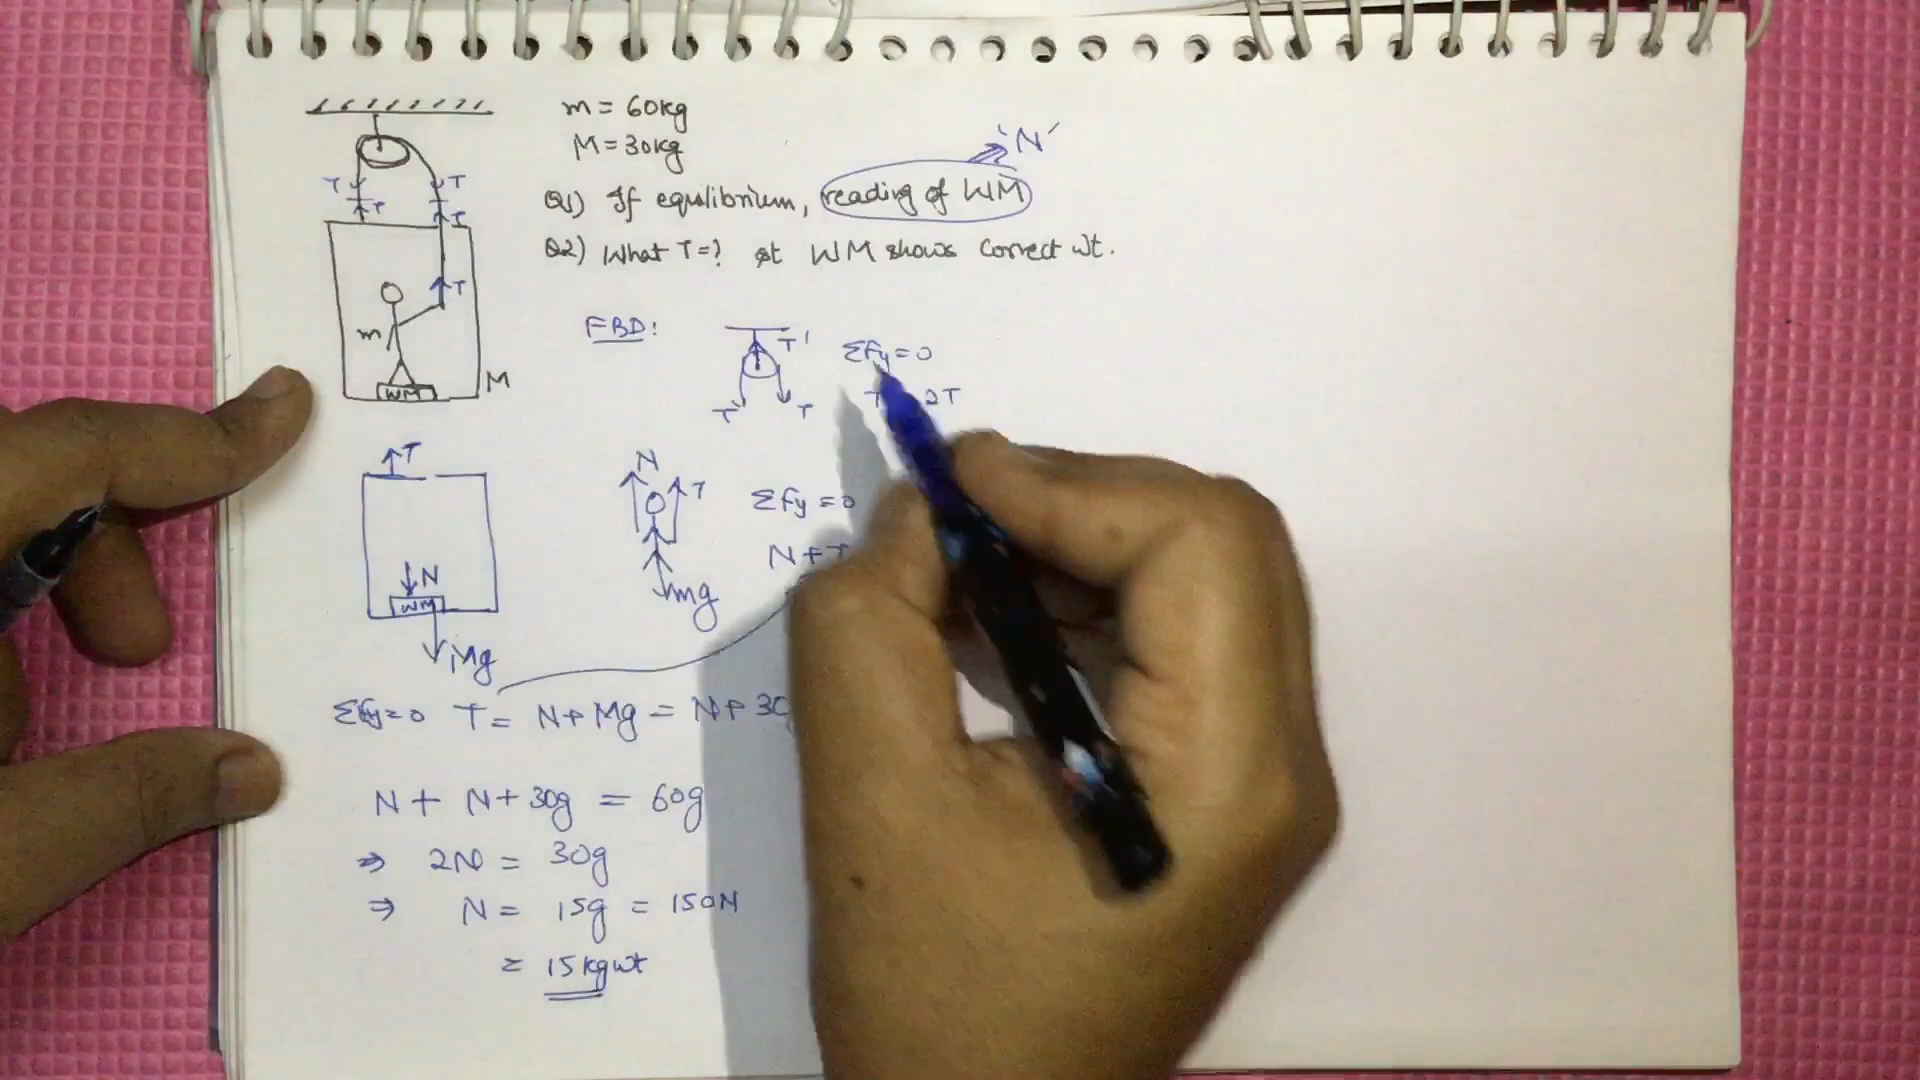 m = 60kg
M = 30kg
'N'
Q1) If equilibrium, reading of WM
Q2) What T=? st WM shows correct wt.
T T
T T
T
m
WM
M
FBD:
T'
T T
ΣFy = 0
2T
T
N
WM
Mg
N
T
mg
ΣFy = 0
N + T
ΣFy = 0 T = N + Mg = N + 30
N + N + 30g = 60g
⇒ 2N = 30g
⇒ N = 15g = 150N
= 15kgwt